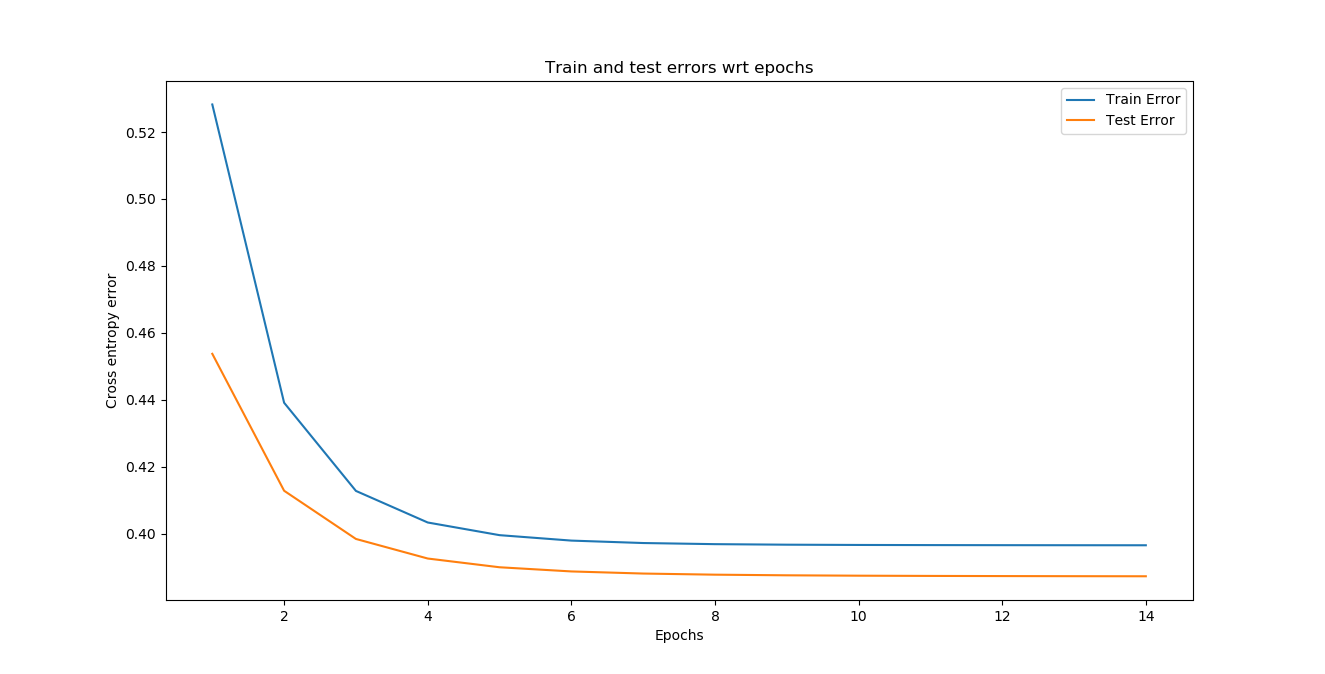 Train and test errors wrt epochs
Train Error
Test Error
Cross entropy error
0.52
0.50
0.48
0.46
0.44
0.42
0.40
2 4 6 8 10 12 14
Epochs